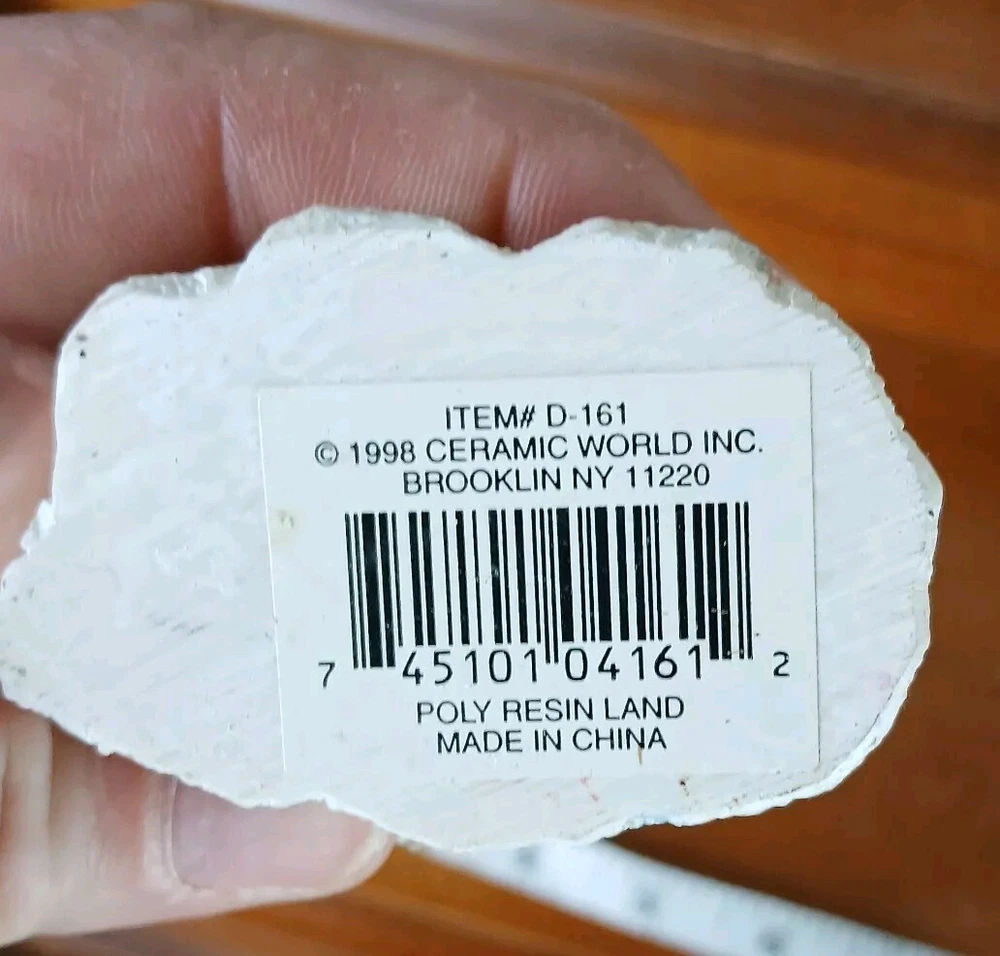 ITEM# D-161
© 1998 CERAMIC WORLD INC.
BROOKLIN NY 11220
7 45101 04161 2
POLY RESIN LAND
MADE IN CHINA